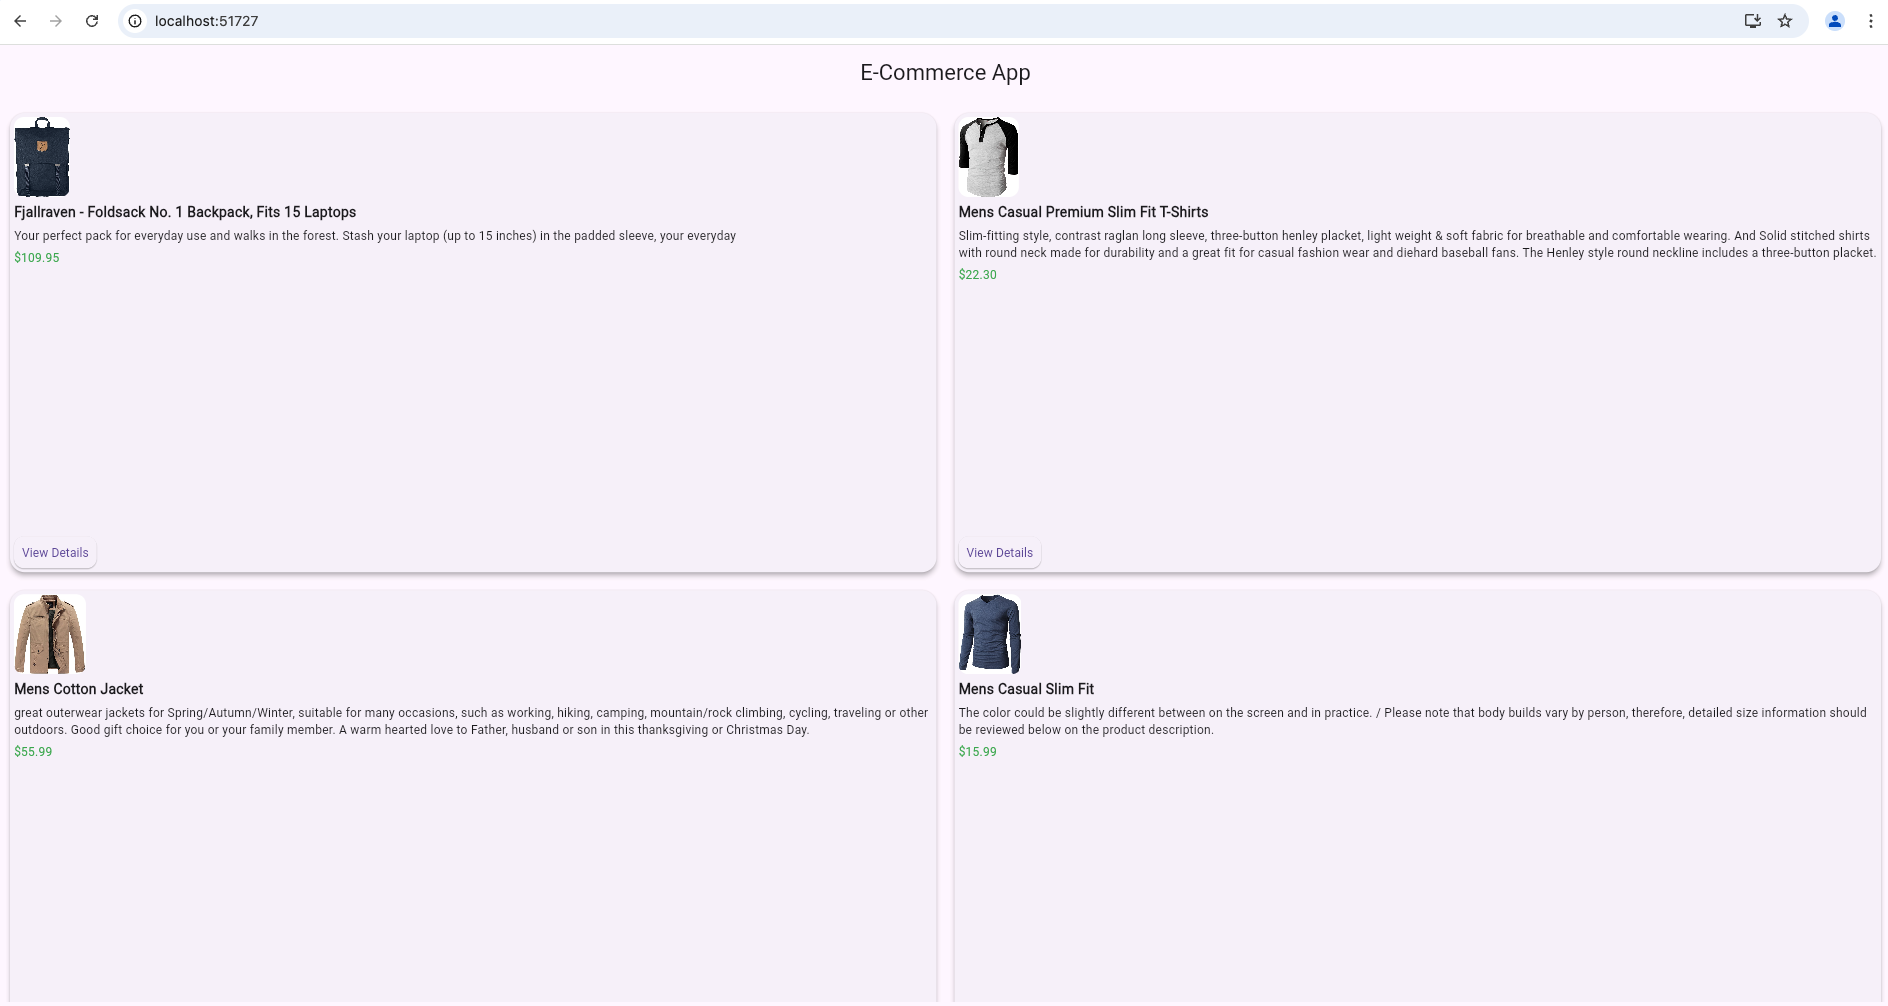 localhost:51727
E-Commerce App
Fjallraven - Foldsack No. 1 Backpack, Fits 15 Laptops
Your perfect pack for everyday use and walks in the forest. Stash your laptop (up to 15 inches) in the padded sleeve, your everyday
$109.95
View Details
Mens Casual Premium Slim Fit T-Shirts
Slim-fitting style, contrast raglan long sleeve, three-button henley placket, light weight & soft fabric for breathable and comfortable wearing. And Solid stitched shirts
with round neck made for durability and a great fit for casual fashion wear and diehard baseball fans. The Henley style round neckline includes a three-button placket.
$22.30
View Details
Mens Cotton Jacket
great outerwear jackets for Spring/Autumn/Winter, suitable for many occasions, such as working, hiking, camping, mountain/rock climbing, cycling, traveling or other
outdoors. Good gift choice for you or your family member. A warm hearted love to Father, husband or son in this thanksgiving or Christmas Day.
$55.99
Mens Casual Slim Fit
The color could be slightly different between on the screen and in practice. / Please note that body builds vary by person, therefore, detailed size information should
be reviewed below on the product description.
$15.99